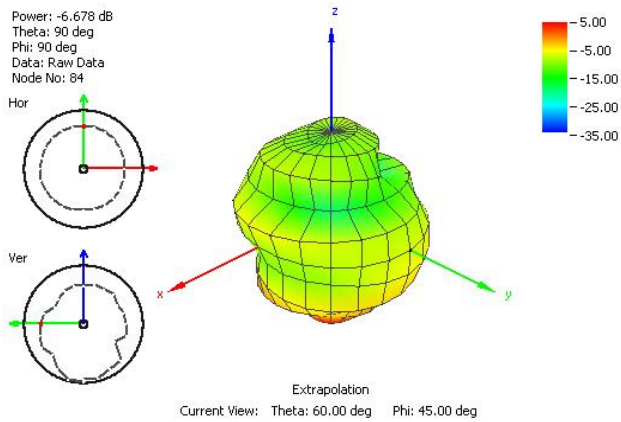 Power: -6.678 dB
Theta: 90 deg
Phi: 90 deg
Data: Raw Data
Node No: 84
Hor
Ver
z
x
y
5.00
-5.00
-15.00
-25.00
-35.00
Extrapolation
Current View: Theta: 60.00 deg Phi: 45.00 deg